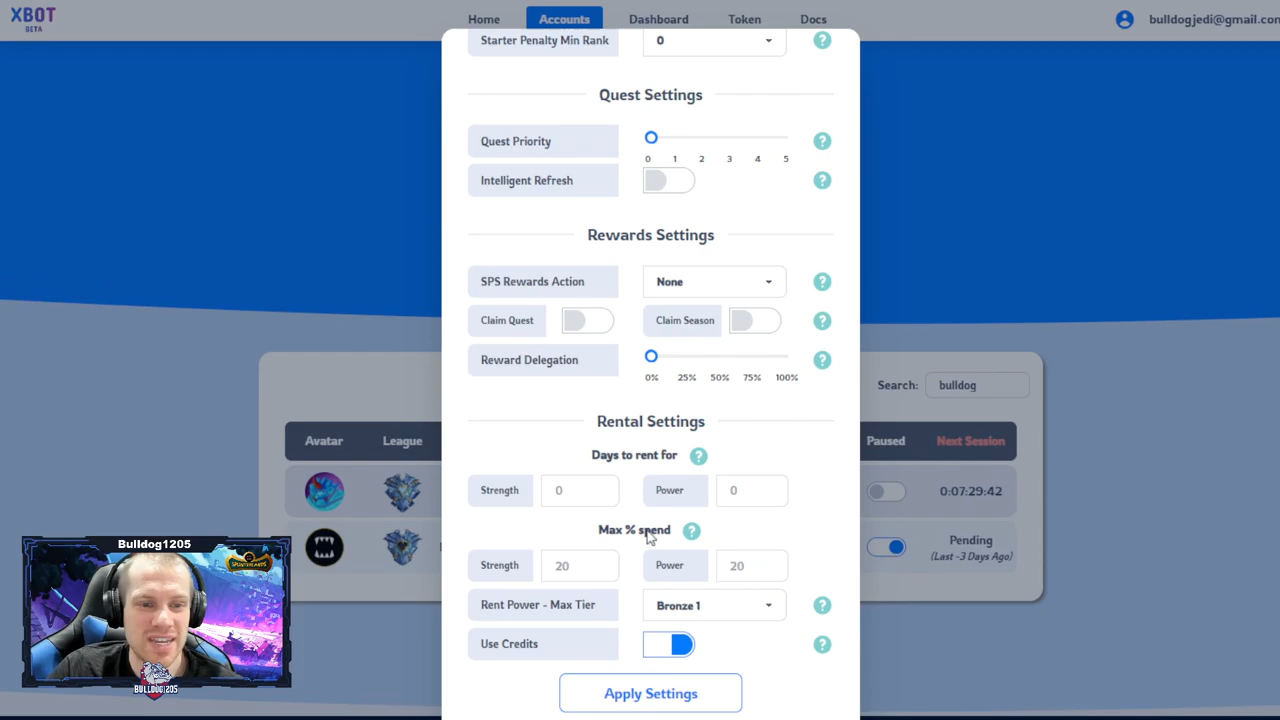 XBOT
BETA
Home Accounts Dashboard Token Docs
bulldogjedi@gmail.con
Starter Penalty Min Rank 0 ?
Quest Settings
Quest Priority ?
0 1 2 3 4 5
Intelligent Refresh ?
Rewards Settings
SPS Rewards Action None ?
Claim Quest Claim Season ?
Reward Delegation ?
0% 25% 50% 75% 100%
Search: bulldog
Rental Settings
Avatar League Paused Next Session
Days to rent for ?
Strength 0 Power 0
0:07:29:42
Max % spend ?
Pending
(Last -3 Days Ago)
Strength 20 Power 20
Rent Power - Max Tier Bronze 1 ?
Use Credits ?
Apply Settings
Bulldog1205
SPLINTERLANDS
BULLDOG1205